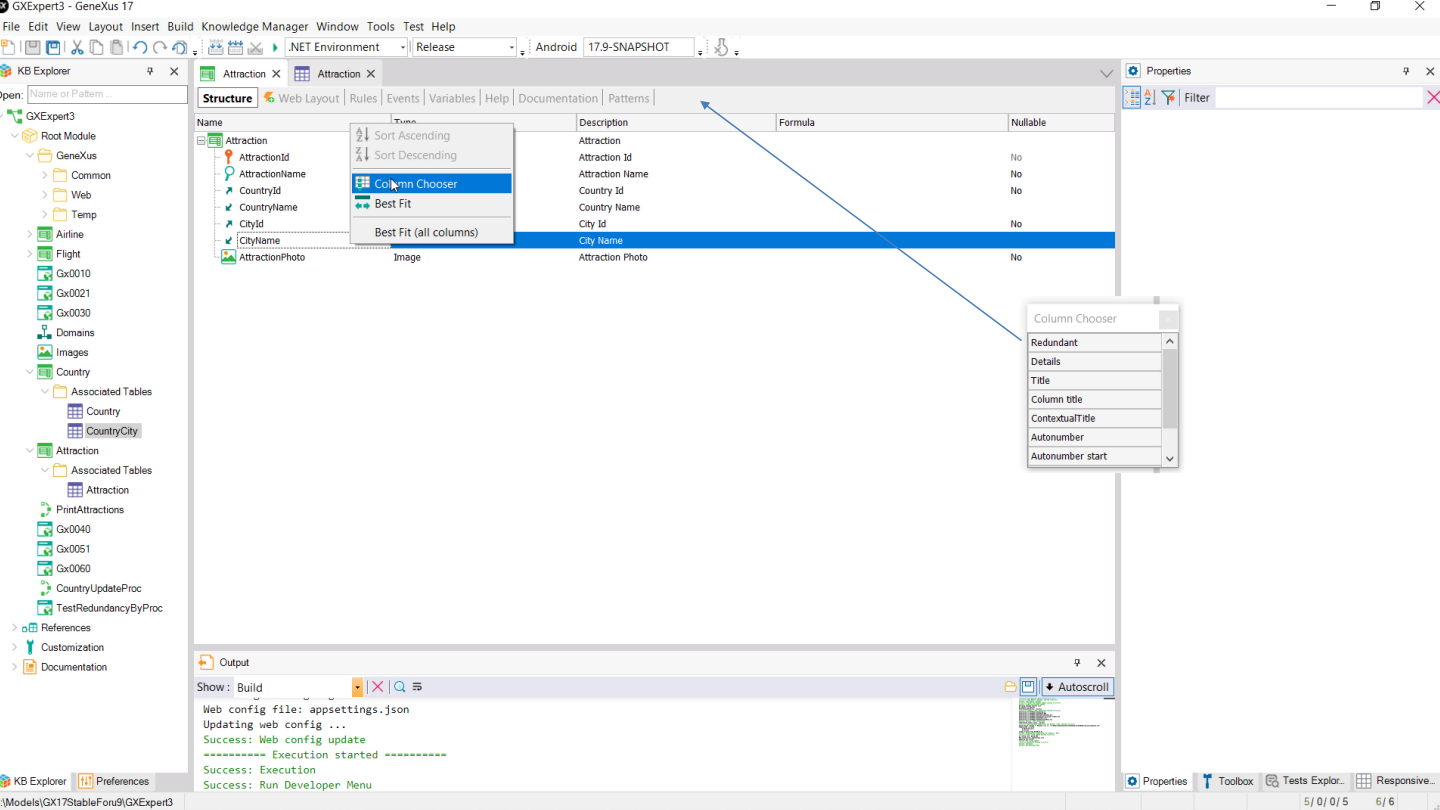 GXExpert3 - GeneXus 17
File Edit View Layout Insert Build Knowledge Manager Window Tools Test Help
.NET Environment Release Android 17.9-SNAPSHOT
KB Explorer
Open: Name or Pattern ...
GXExpert3
Root Module
GeneXus
Common
Web
Temp
Airline
Flight
Gx0010
Gx0021
Gx0030
Domains
Images
Country
Associated Tables
Country
CountryCity
Attraction
Associated Tables
Attraction
PrintAttractions
Gx0040
Gx0051
Gx0060
CountryUpdateProc
TestRedundancyByProc
References
Customization
Documentation
KB Explorer Preferences
:\Models\GX17StableForu9\GXExpert3
Attraction Attraction
Structure Web Layout Rules Events Variables Help Documentation Patterns
Name Type Description Formula Nullable
Attraction Attraction
AttractionId Attraction Id No
AttractionName Attraction Name No
CountryId Country Id No
CountryName Country Name
CityId City Id No
CityName City Name
AttractionPhoto Image Attraction Photo No
Sort Ascending
Sort Descending
Column Chooser
Best Fit
Best Fit (all columns)
Column Chooser
Redundant
Details
Title
Column title
ContextualTitle
Autonumber
Autonumber start
Output
Show : Build Autoscroll
Web config file: appsettings.json
Updating web config ...
Success: Web config update
========== Execution started ==========
Success: Execution
Success: Run Developer Menu
Properties
Filter
Properties Toolbox Tests Explor... Responsive...
5/ 0/ 0/ 5 6/ 6